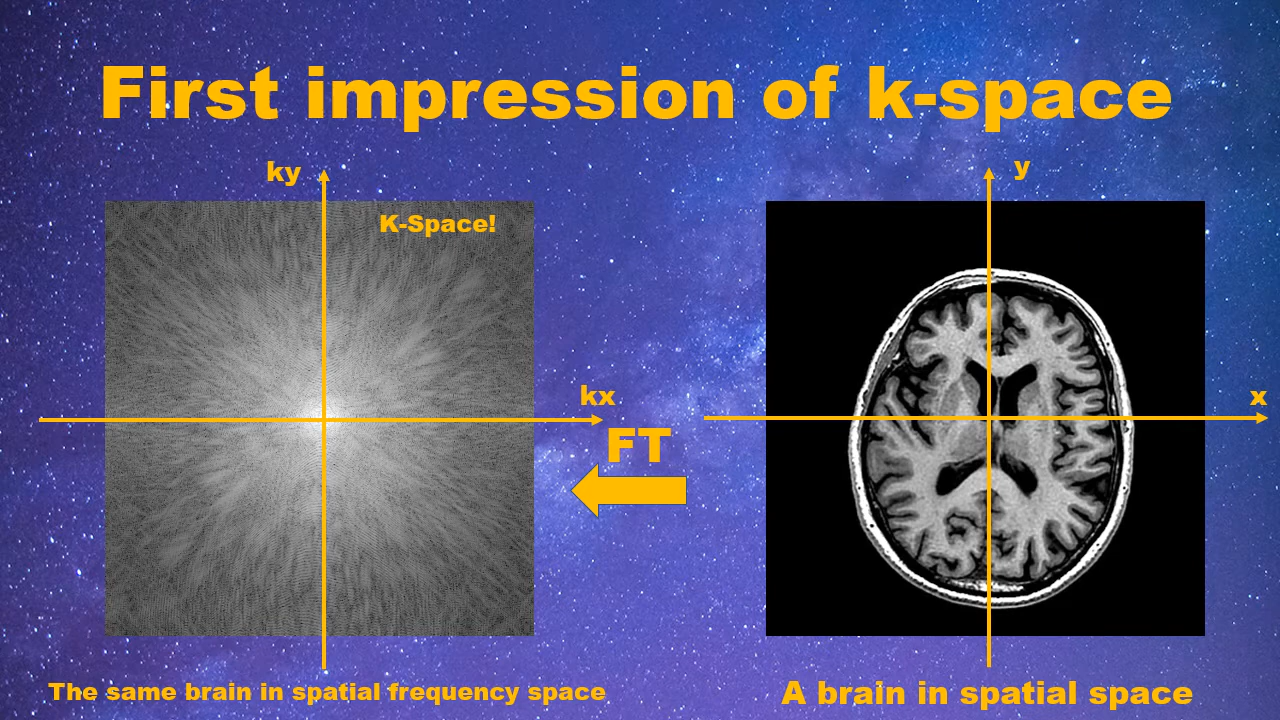 First impression of k-space
ky
y
K-Space!
kx
x
FT
The same brain in spatial frequency space
A brain in spatial space